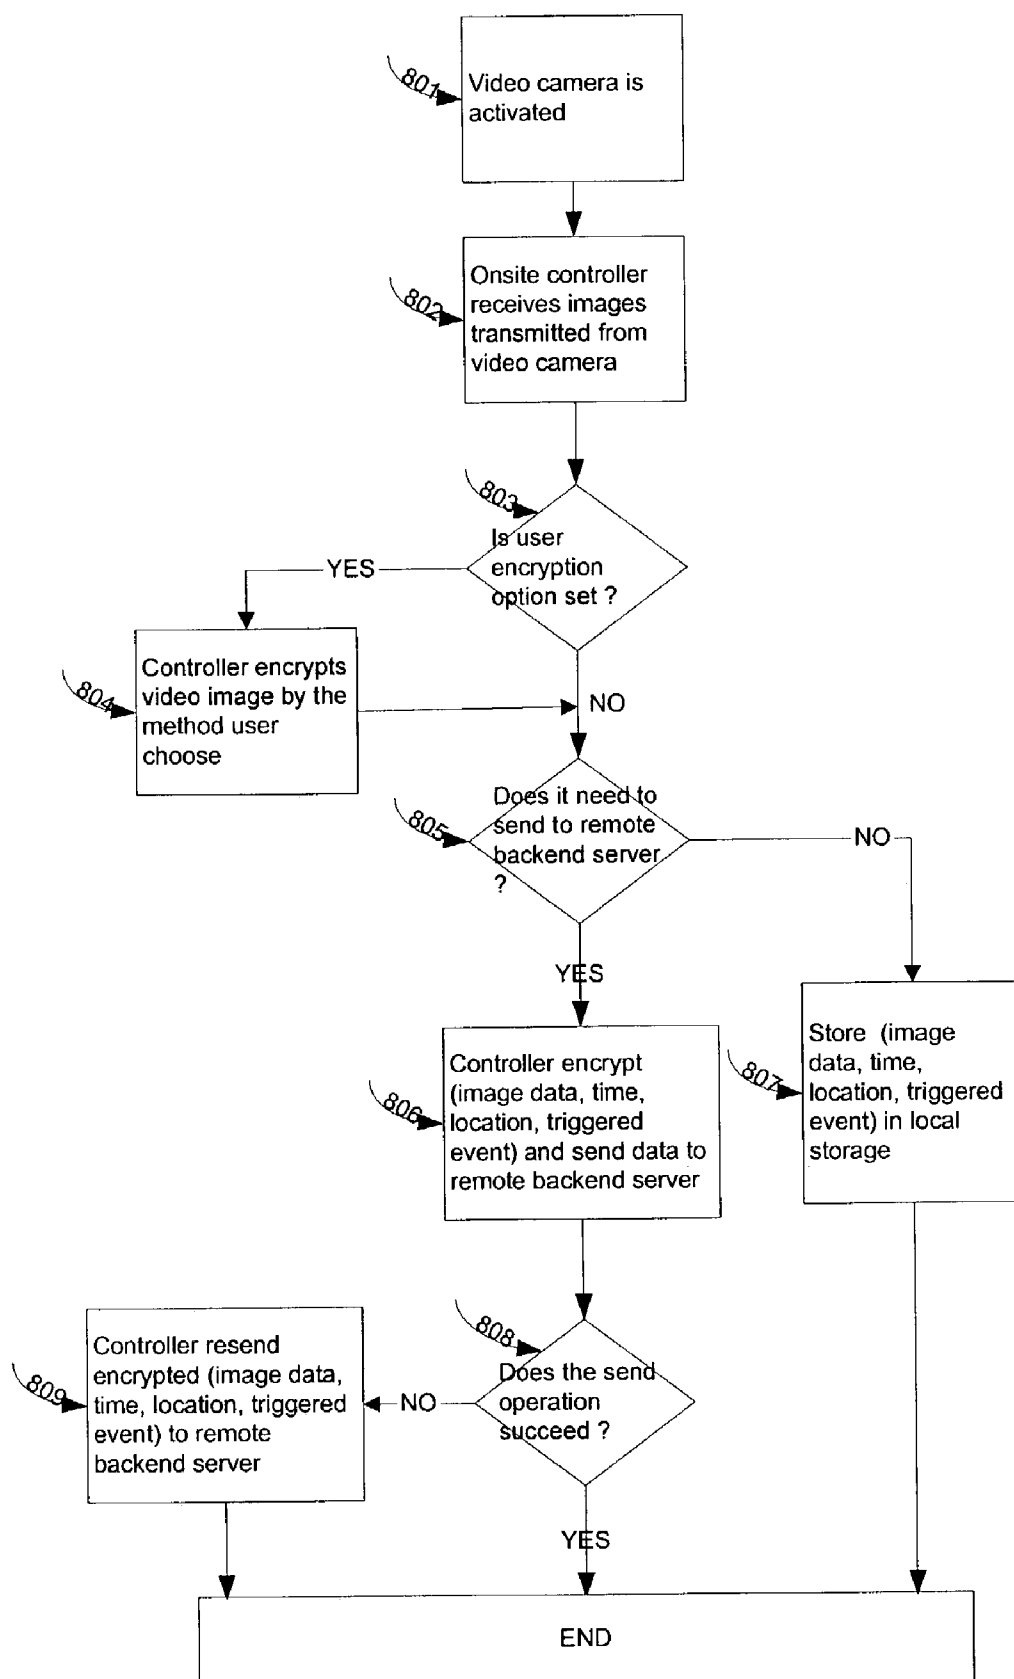 801
Video camera is
activated
802
Onsite controller
receives images
transmitted from
video camera
803
Is user
encryption
option set ?
YES
804
Controller encrypts
video image by the
method user
choose
NO
805
Does it need to
send to remote
backend server
?
NO
YES
806
Controller encrypt
(image data, time,
location, triggered
event) and send data to
remote backend server
807
Store (image
data, time,
location, triggered
event) in local
storage
808
Does the send
operation
succeed ?
NO
809
Controller resend
encrypted (image data,
time, location, triggered
event) to remote
backend server
YES
END